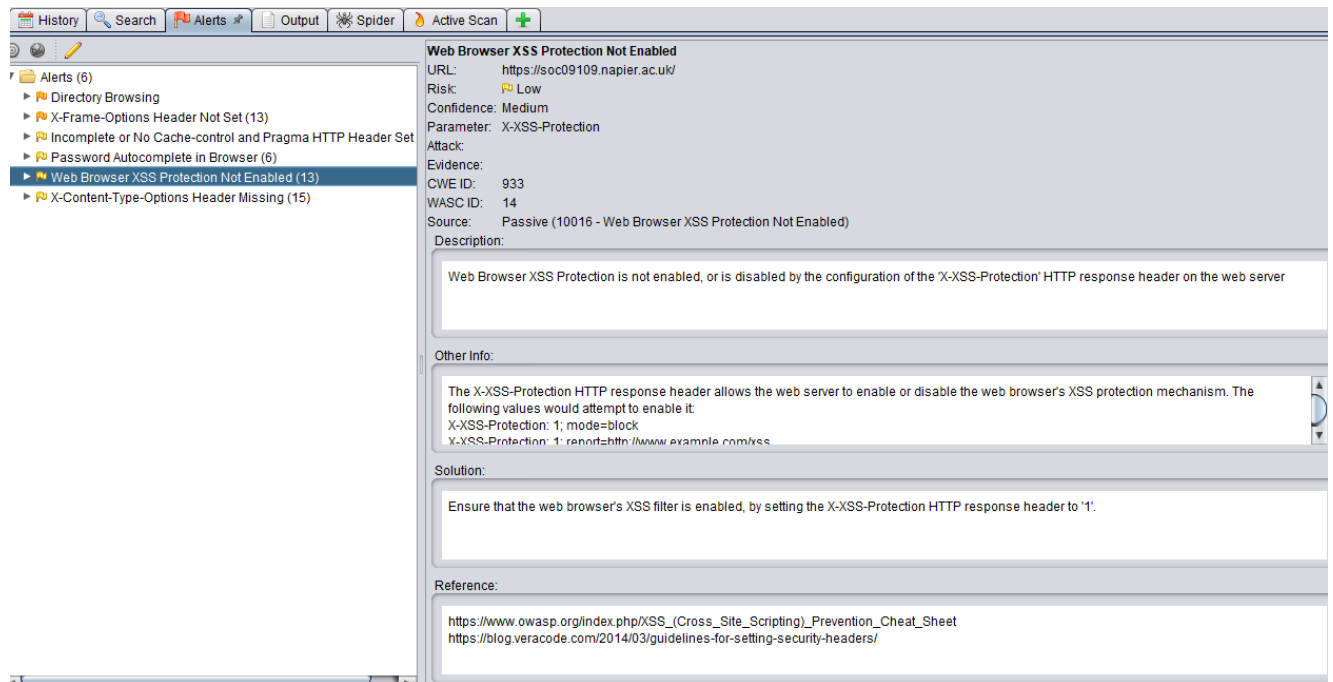 History Search Alerts Output Spider Active Scan
Alerts (6)
Directory Browsing
X-Frame-Options Header Not Set (13)
Incomplete or No Cache-control and Pragma HTTP Header Set
Password Autocomplete in Browser (6)
Web Browser XSS Protection Not Enabled (13)
X-Content-Type-Options Header Missing (15)
Web Browser XSS Protection Not Enabled
URL: https://soc09109.napier.ac.uk/
Risk: Low
Confidence: Medium
Parameter: X-XSS-Protection
Attack:
Evidence:
CWE ID: 933
WASC ID: 14
Source: Passive (10016 - Web Browser XSS Protection Not Enabled)
Description:
Web Browser XSS Protection is not enabled, or is disabled by the configuration of the 'X-XSS-Protection' HTTP response header on the web server
Other Info:
The X-XSS-Protection HTTP response header allows the web server to enable or disable the web browser's XSS protection mechanism. The
following values would attempt to enable it:
X-XSS-Protection: 1; mode=block
X-XSS-Protection: 1; report=http://www.example.com/xss
Solution:
Ensure that the web browser's XSS filter is enabled, by setting the X-XSS-Protection HTTP response header to '1'.
Reference:
https://www.owasp.org/index.php/XSS_(Cross_Site_Scripting)_Prevention_Cheat_Sheet
https://blog.veracode.com/2014/03/guidelines-for-setting-security-headers/